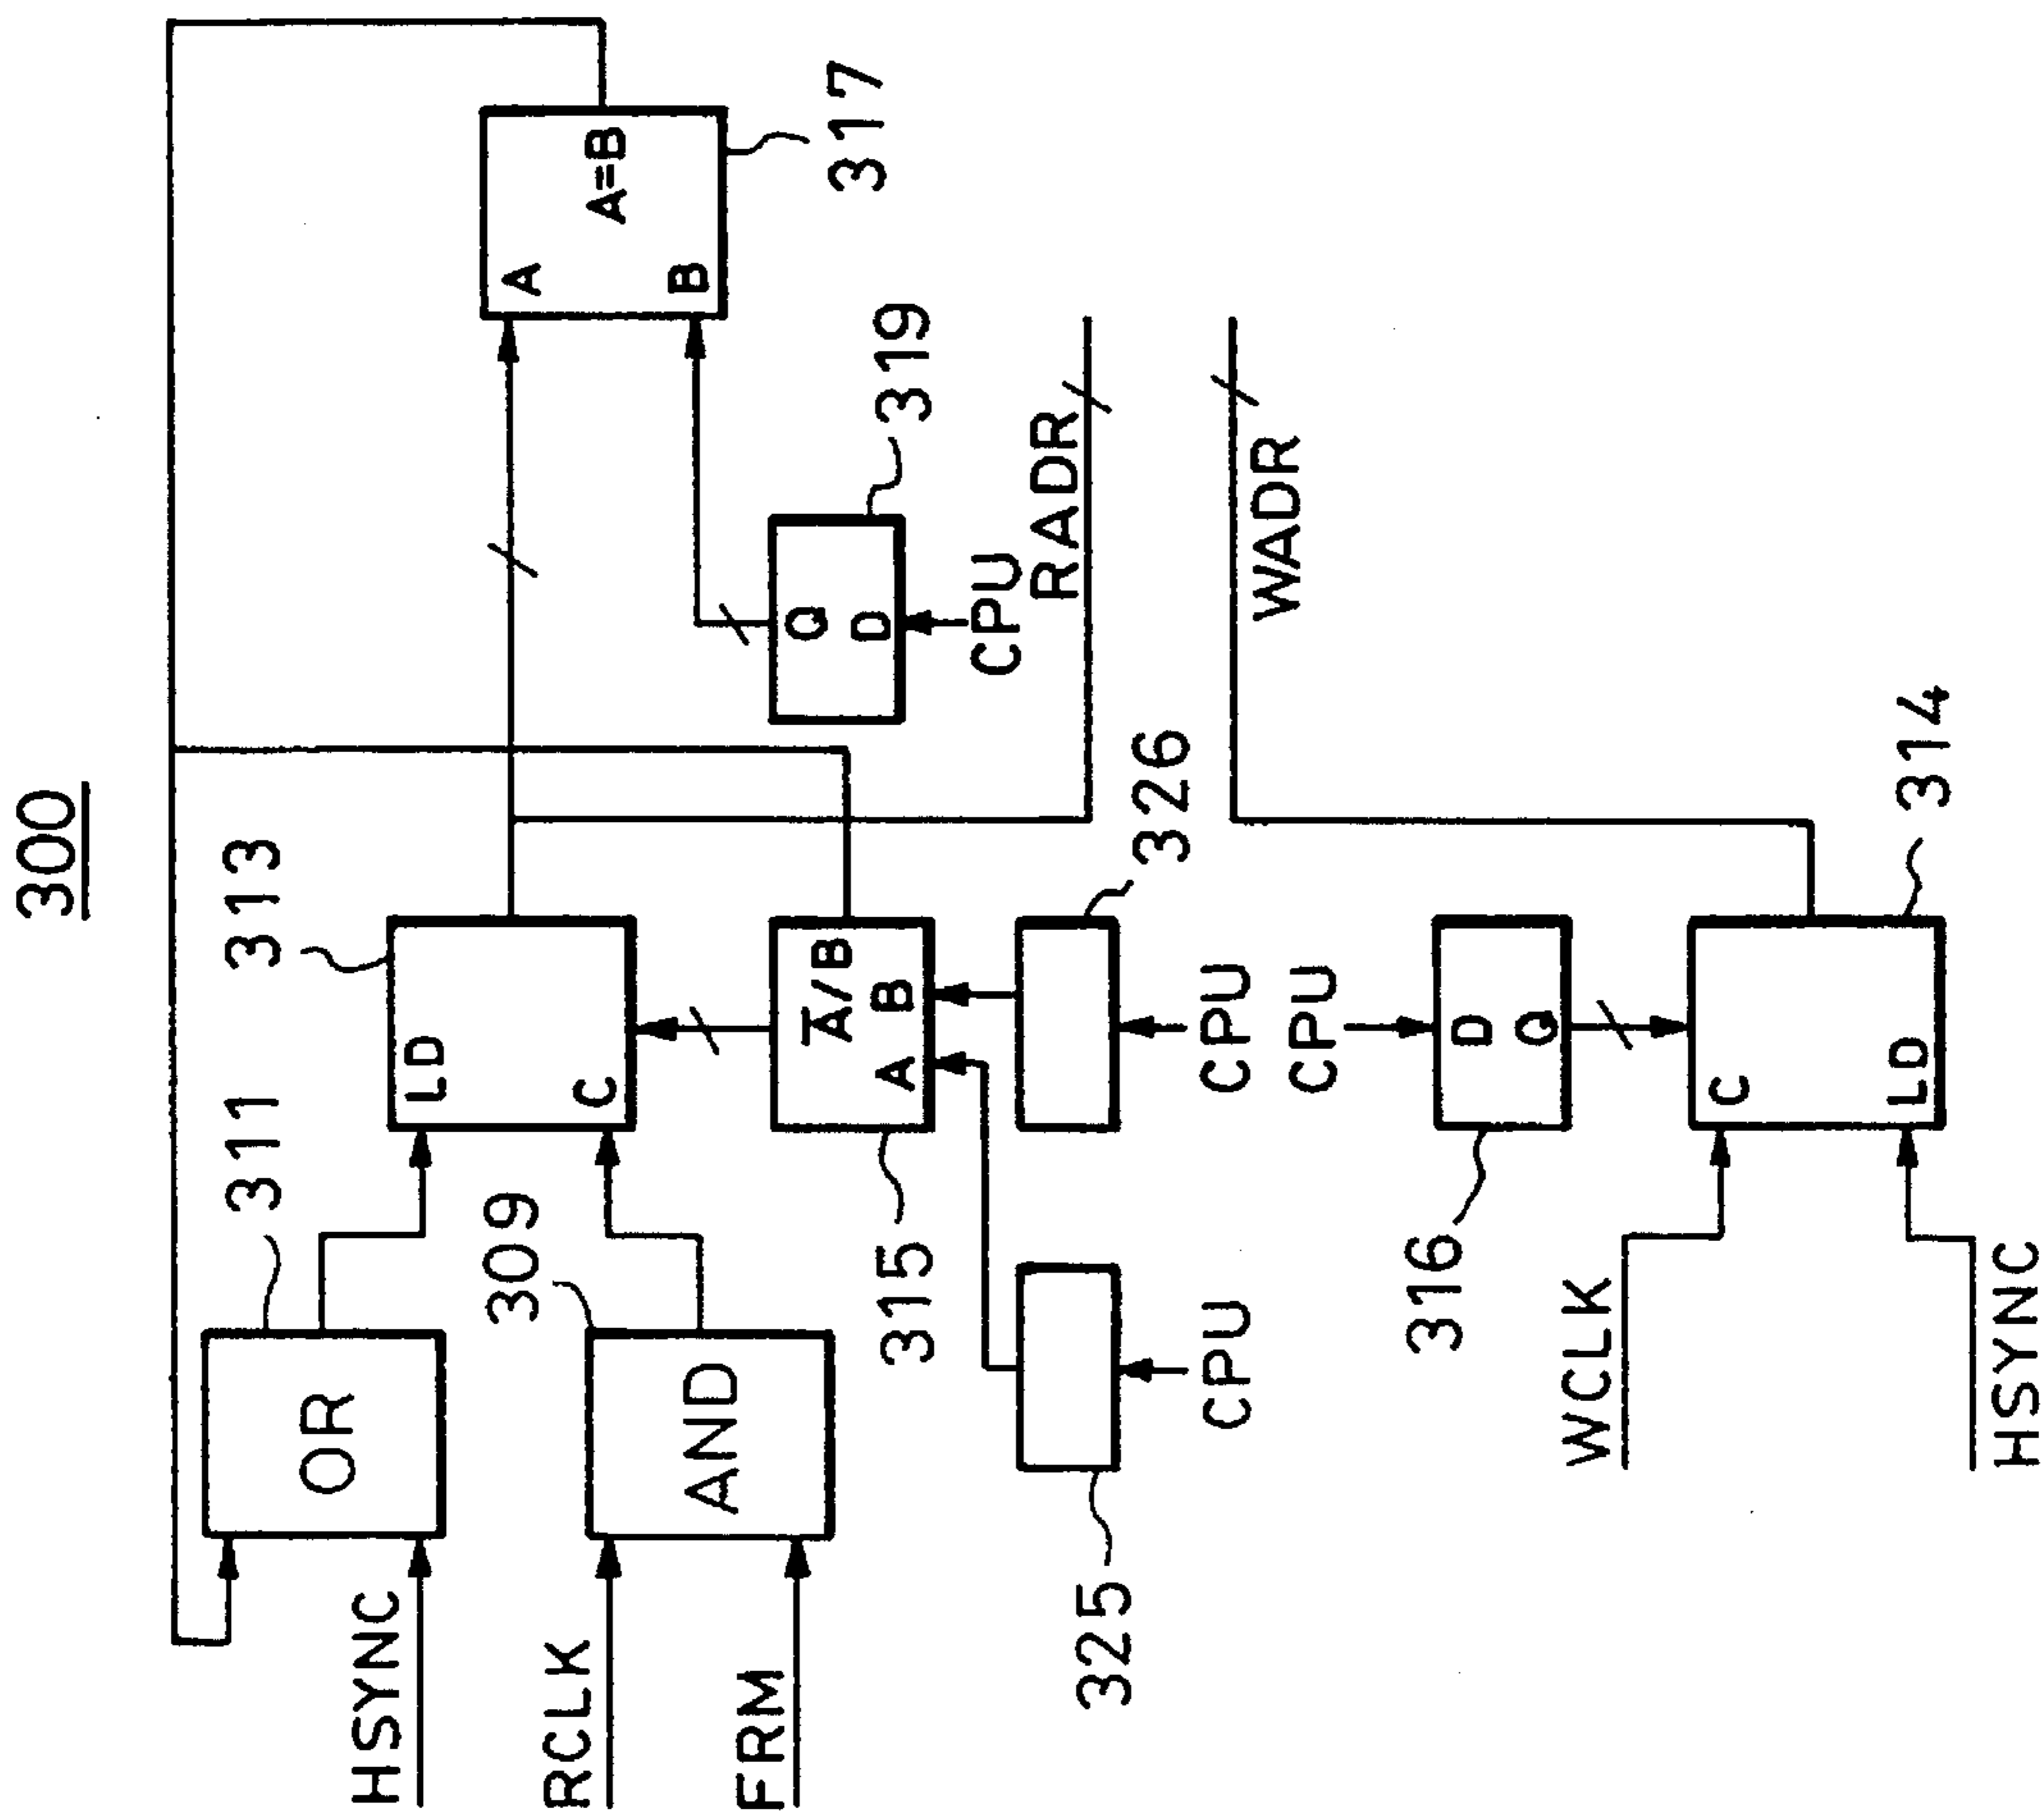 300
311
313
OR
LD
C
A
A=B
B
317
HSYNC
309
AND
RCLK
FRM
315
A̅/B
A
B
Q
D
319
CPU
RADR
325
CPU
326
CPU
WADR
CPU
316
D
Q
WCLK
HSYNC
C
LD
314